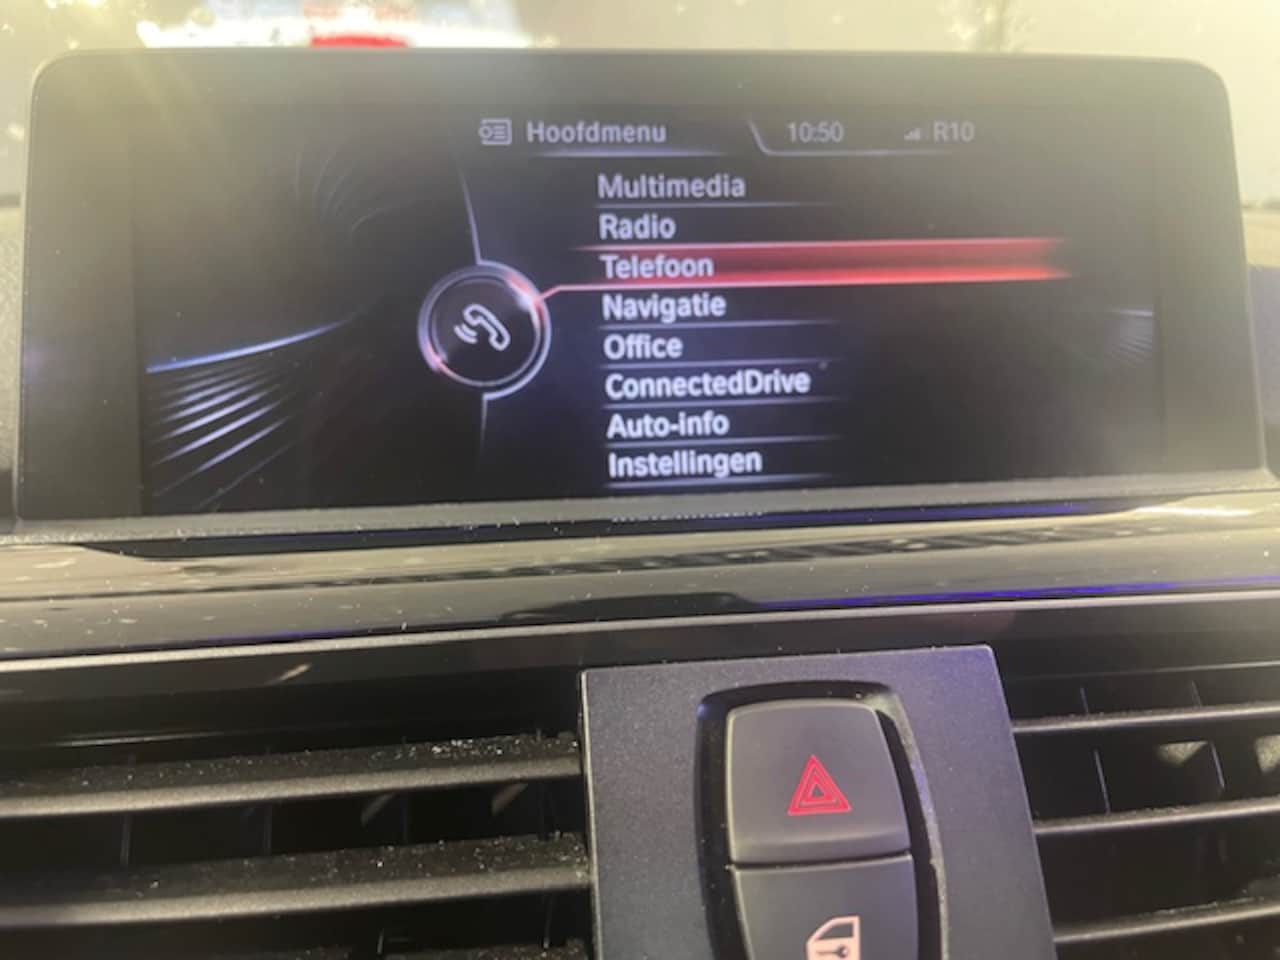 Hoofdmenu 10:50 R10
Multimedia
Radio
Telefoon
Navigatie
Office
ConnectedDrive
Auto-info
Instellingen